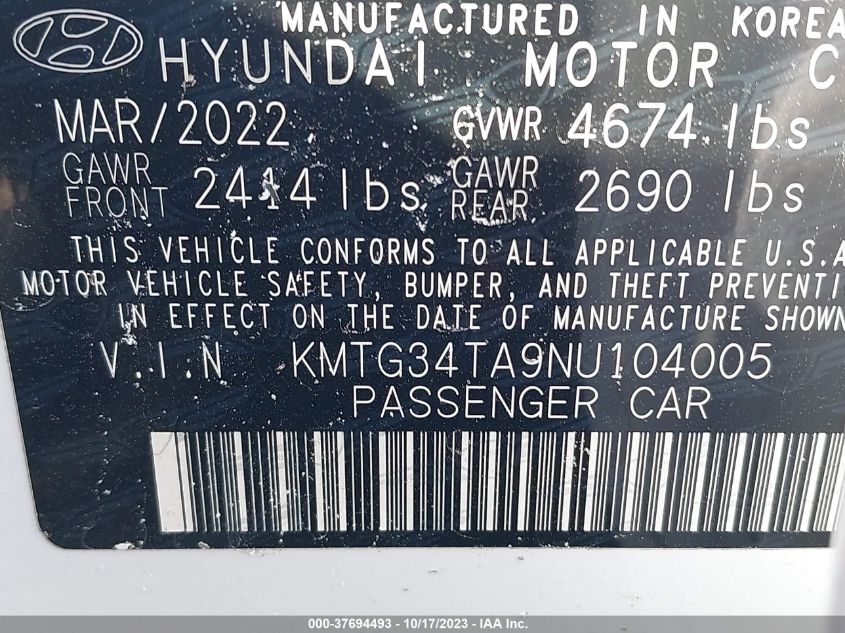 MANUFACTURED IN KOREA
HYUNDAI MOTOR C
MAR/2022 GVWR 4674 lbs
GAWR FRONT 2414 lbs GAWR REAR 2690 lbs
THIS VEHICLE CONFORMS TO ALL APPLICABLE U.S.A
MOTOR VEHICLE SAFETY, BUMPER, AND THEFT PREVENTI
IN EFFECT ON THE DATE OF MANUFACTURE SHOWN
V.I.N KMTG34TA9NU104005
PASSENGER CAR
000-37694493 - 10/17/2023 - IAA Inc.